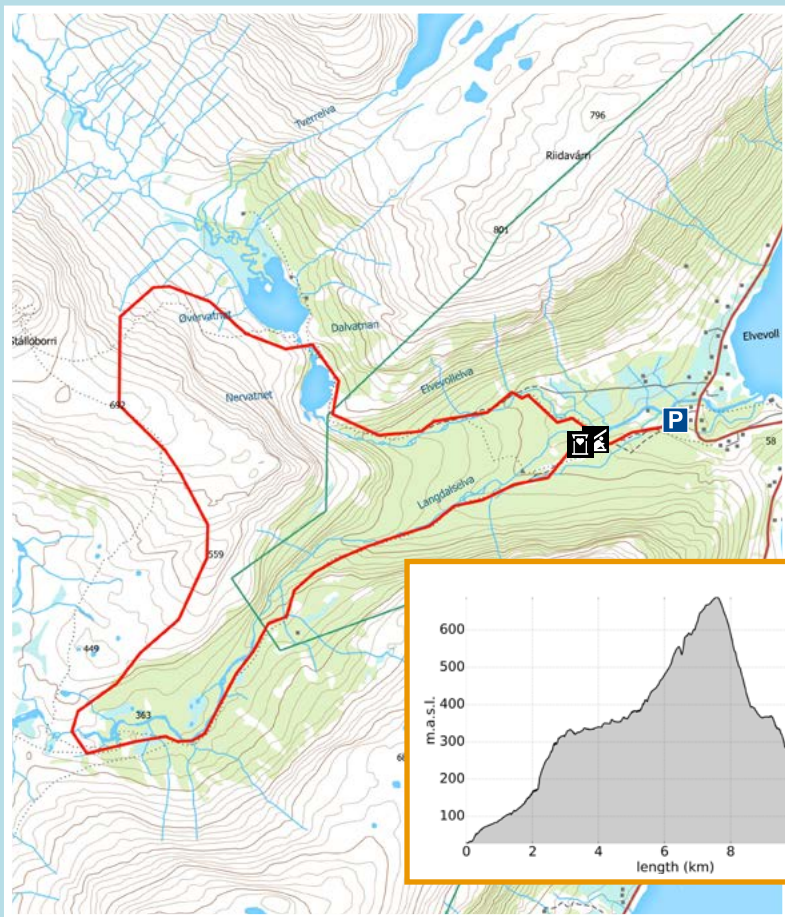 Tverrelva
796
Riidavárri
801
Øvervatnet
Dalvatnan
Stálloborri
Elvevoll
Nervatnet
Elvevollelva
692
P
58
Langdalselva
559
449
363
600
500
400
300
200
100
m.a.s.l.
0 2 4 6 8
length (km)